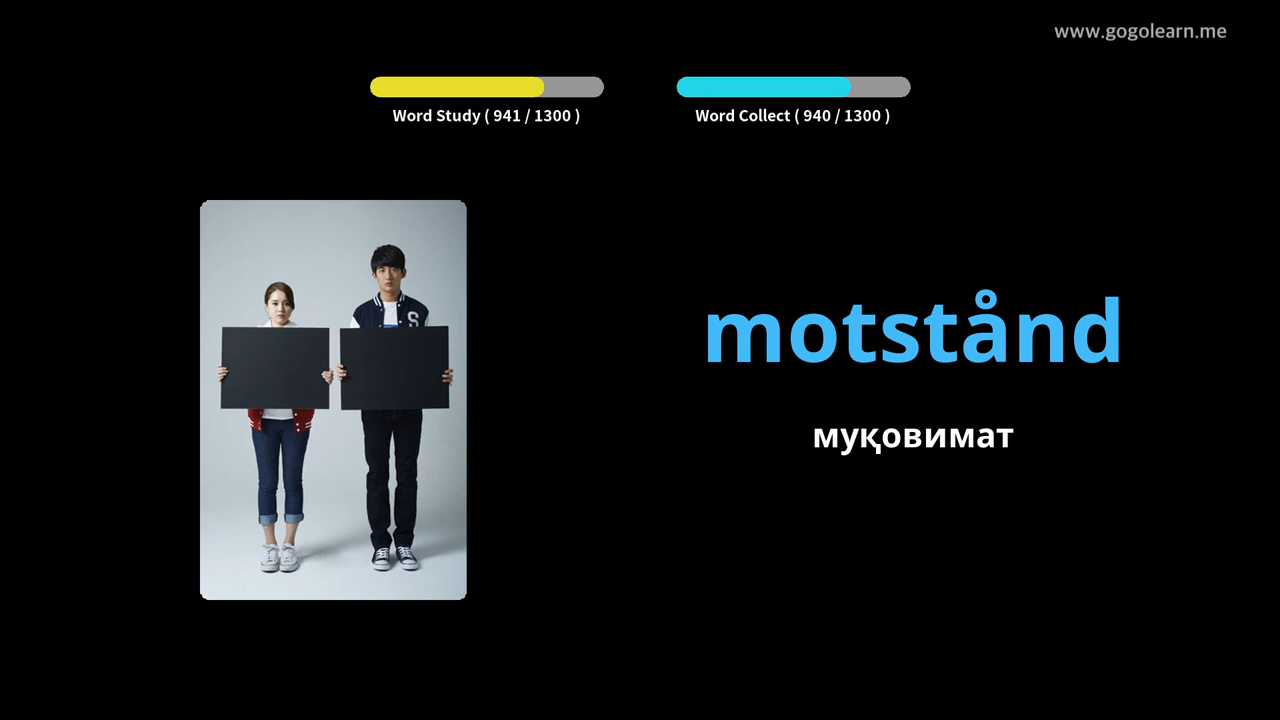 www.gogolearn.me
Word Study ( 941 / 1300 )
Word Collect ( 940 / 1300 )
S
motstånd
муқовимат